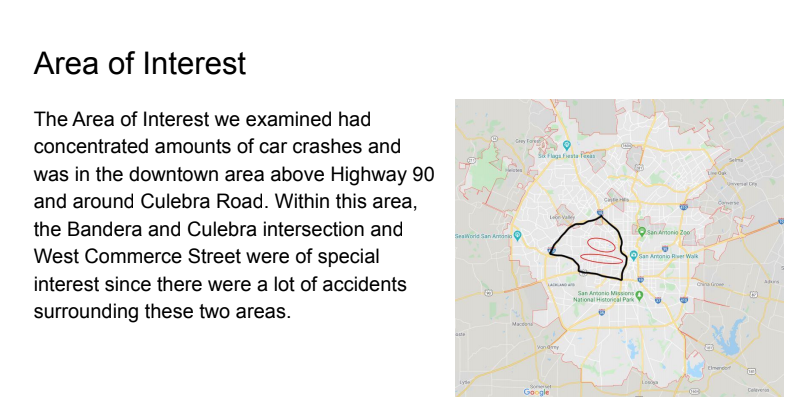 Area of Interest
The Area of Interest we examined had
concentrated amounts of car crashes and
was in the downtown area above Highway 90
and around Culebra Road. Within this area,
the Bandera and Culebra intersection and
West Commerce Street were of special
interest since there were a lot of accidents
surrounding these two areas.
Grey Forest
Six Flags Fiesta Texas
Helotes
Selma
Live Oak
Universal City
Castle Hills
Converse
Leon Valley
SeaWorld San Antonio
San Antonio Zoo
San Antonio River Walk
LACKLAND AFB
China Grove
Adkins
San Antonio Missions
National Historical Park
Macdona
Von Ormy
Elmendorf
Lytle
Somerset
Losoya
Calaveras
Google